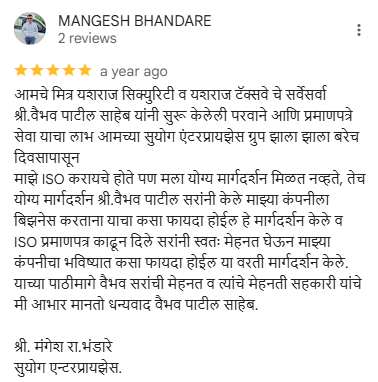 MANGESH BHANDARE
2 reviews
a year ago
आमचे मित्र यशराज सिक्युरिटी व यशराज टॅक्सवे चे सर्वेसर्वा
श्री.वैभव पाटील साहेब यांनी सुरू केलेली परवाने आणि प्रमाणपत्रे
सेवा याचा लाभ आमच्या सुयोग एंटरप्रायझेस ग्रुप झाला झाला बरेच
दिवसापासून
माझे ISO करायचे होते पण मला योग्य मार्गदर्शन मिळत नव्हते, तेच
योग्य मार्गदर्शन श्री.वैभव पाटील सरांनी केले माझ्या कंपनीला
बिझनेस करताना याचा कसा फायदा होईल हे मार्गदर्शन केले व
ISO प्रमाणपत्र काढून दिले सरांनी स्वतः मेहनत घेऊन माझ्या
कंपनीचा भविष्यात कसा फायदा होईल या वरती मार्गदर्शन केले.
याच्या पाठीमागे वैभव सरांची मेहनत व त्यांचे मेहनती सहकारी यांचे
मी आभार मानतो धन्यवाद वैभव पाटील साहेब.
श्री. मंगेश रा.भंडारे
सुयोग एन्टरप्रायझेस.